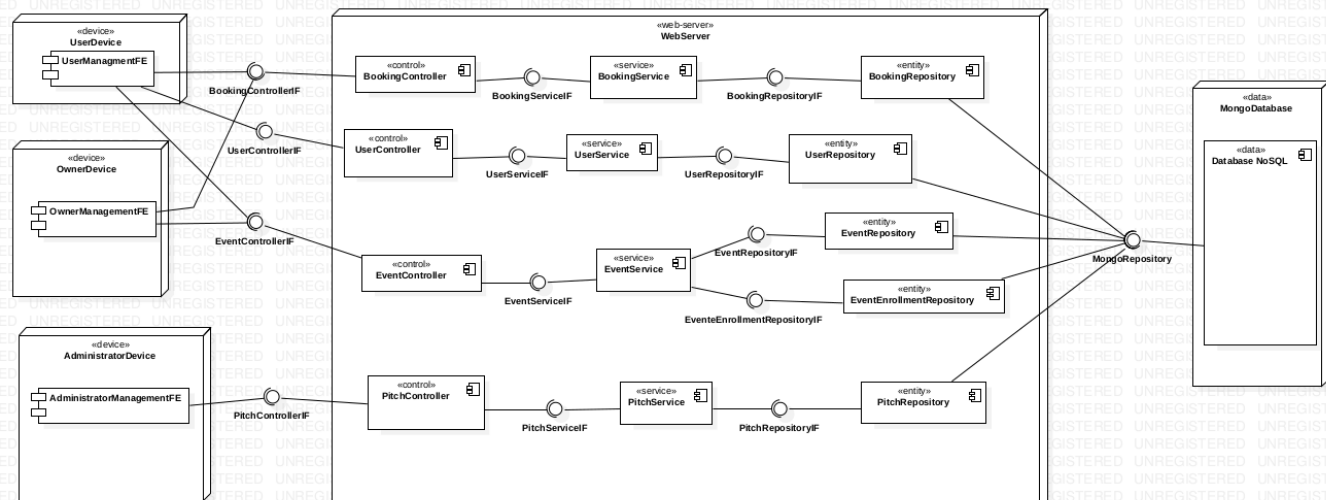 «device»
UserDevice
UserManagmentFE
«device»
OwnerDevice
OwnerManagementFE
«device»
AdministratorDevice
AdministratorManagementFE
BookingControllerIF
UserControllerIF
EventControllerIF
PitchControllerIF
«web-server»
WebServer
«control»
BookingController
BookingServiceIF
«service»
BookingService
BookingRepositoryIF
«entity»
BookingRepository
«control»
UserController
UserServiceIF
«service»
UserService
UserRepositoryIF
«entity»
UserRepository
«control»
EventController
EventServiceIF
«service»
EventService
EventRepositoryIF
«entity»
EventRepository
EventeEnrollmentRepositoryIF
«entity»
EventEnrollmentRepository
«control»
PitchController
PitchServiceIF
«service»
PitchService
PitchRepositoryIF
«entity»
PitchRepository
MongoRepository
«data»
MongoDatabase
«data»
Database NoSQL
UNREGISTERED